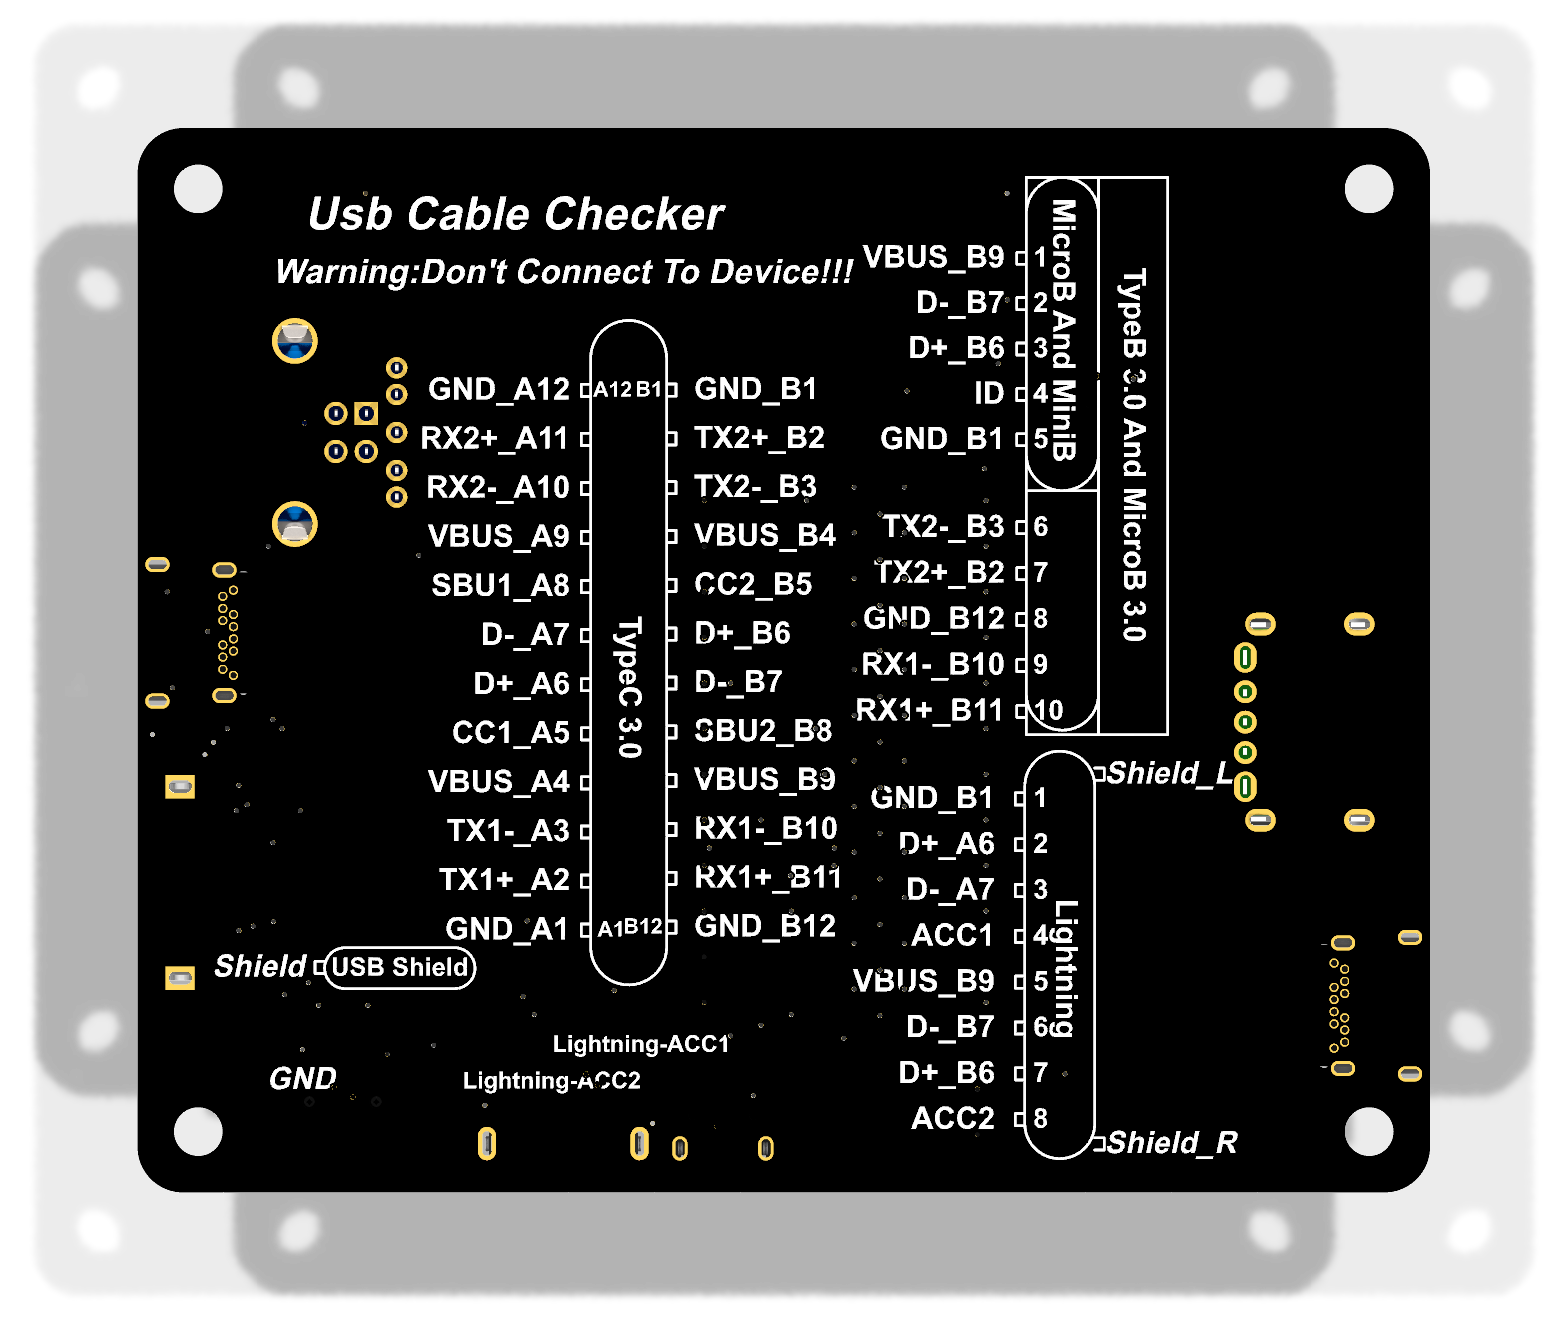 Usb Cable Checker
Warning:Don't Connect To Device!!!
GND_A12 A12 B1 GND_B1
RX2+_A11 TX2+_B2
RX2-_A10 TX2-_B3
VBUS_A9 VBUS_B4
SBU1_A8 CC2_B5
D-_A7 D+_B6
D+_A6 D-_B7
CC1_A5 SBU2_B8
VBUS_A4 VBUS_B9
TX1-_A3 RX1-_B10
TX1+_A2 RX1+_B11
GND_A1 A1 B12 GND_B12
TypeC 3.0
Shield USB Shield
Lightning-ACC1
Lightning-ACC2
GND
VBUS_B9 1
D-_B7 2
D+_B6 3
ID 4
GND_B1 5
MicroB And MiniB
TX2-_B3 6
TX2+_B2 7
GND_B12 8
RX1-_B10 9
RX1+_B11 10
TypeB 3.0 And MicroB 3.0
Shield_L
GND_B1 1
D+_A6 2
D-_A7 3
ACC1 4
VBUS_B9 5
D-_B7 6
D+_B6 7
ACC2 8
Lightning
Shield_R